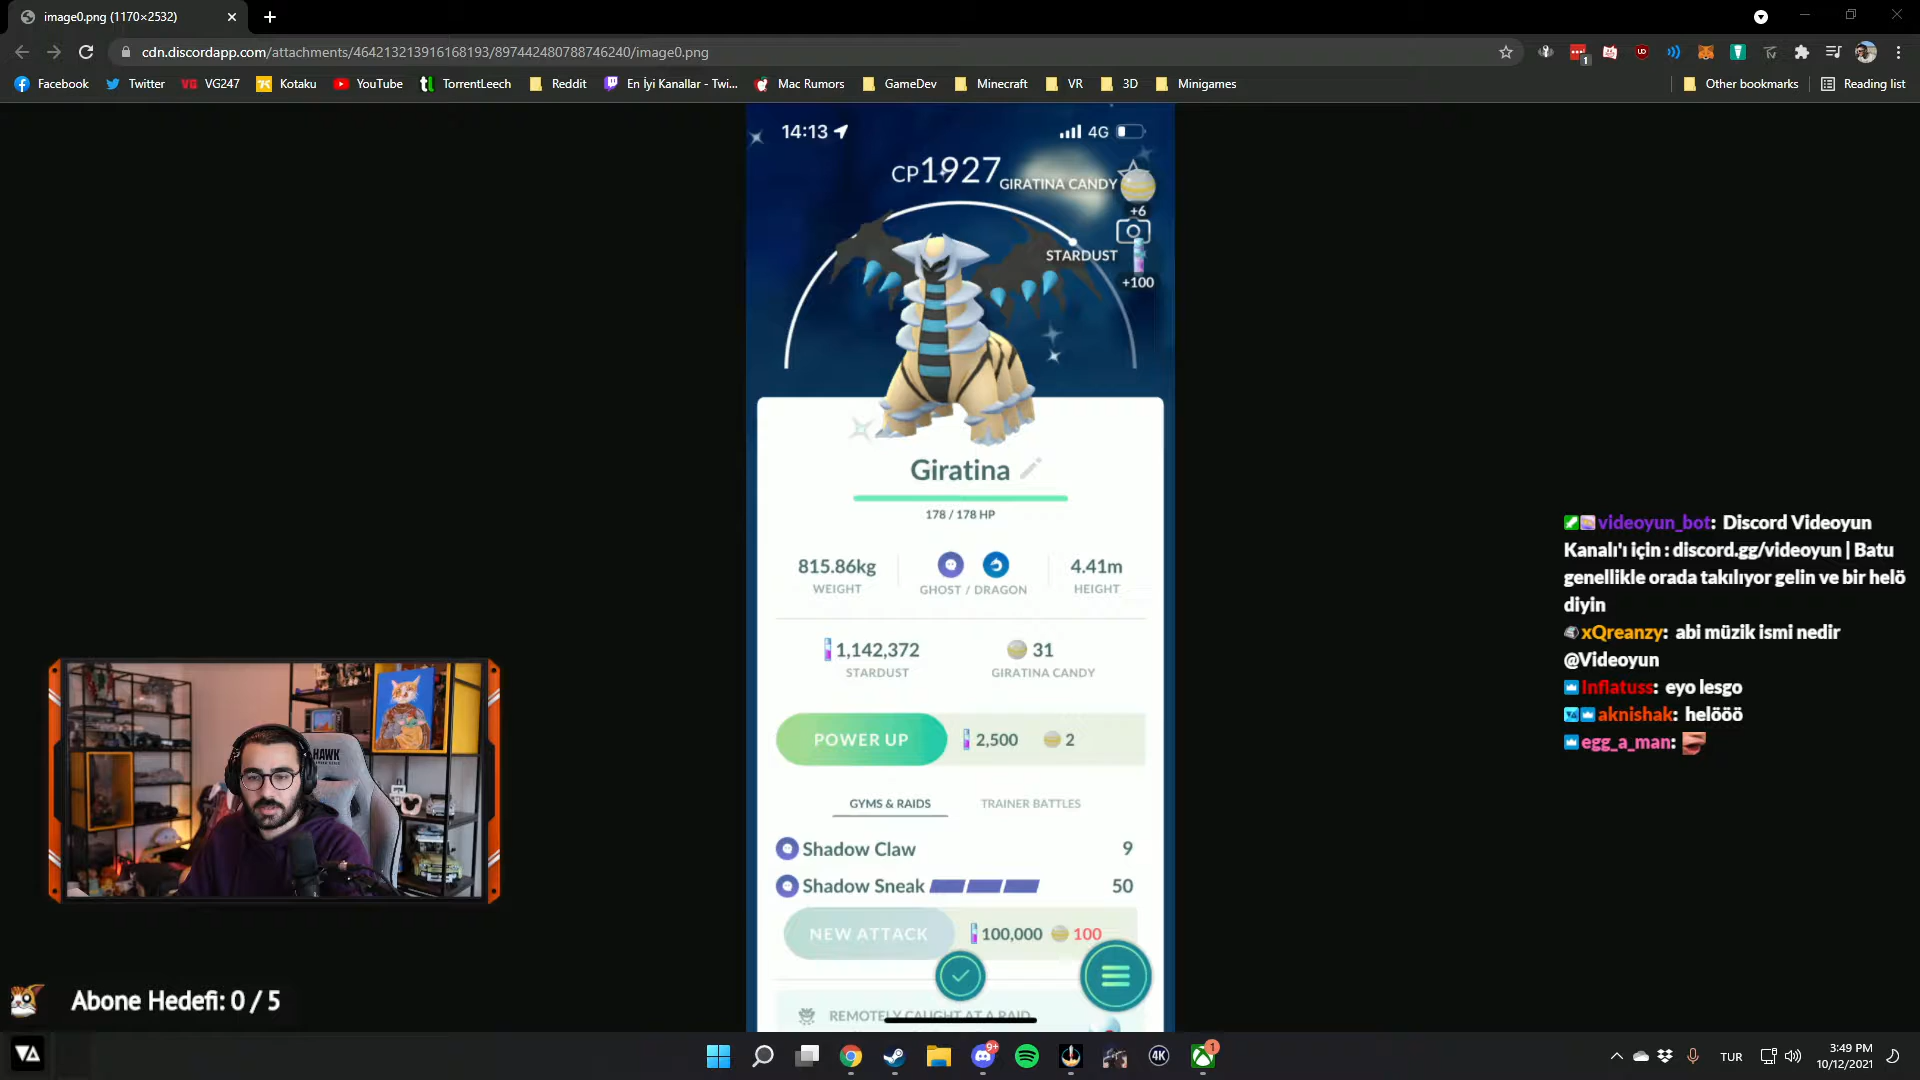 image0.png (1170×2532)
cdn.discordapp.com/attachments/464213213916168193/897442480788746240/image0.png
1
Facebook
Twitter
VG247
Kotaku
YouTube
TorrentLeech
Reddit
En İyi Kanallar - Twi...
Mac Rumors
GameDev
Minecraft
VR
3D
Minigames
Other bookmarks
Reading list
14:13
4G
CP1927
GIRATINA CANDY
+6
STARDUST
+100
Giratina
178 / 178 HP
815.86kg
WEIGHT
GHOST / DRAGON
4.41m
HEIGHT
1,142,372
STARDUST
31
GIRATINA CANDY
POWER UP
2,500
2
GYMS & RAIDS
TRAINER BATTLES
Shadow Claw 9
Shadow Sneak 50
NEW ATTACK
100,000
100
REMOTELY CAUGHT AT A RAID
videoyun_bot: Discord Videoyun
Kanalı'ı için : discord.gg/videoyun | Batu
genellikle orada takılıyor gelin ve bir helö
diyin
xQreanzy: abi müzik ismi nedir
@Videoyun
Inflatuss: eyo lesgo
aknishak: helööö
egg_a_man:
HAWK
Abone Hedefi: 0 / 5
9+
4K
1
TUR
3:49 PM
10/12/2021